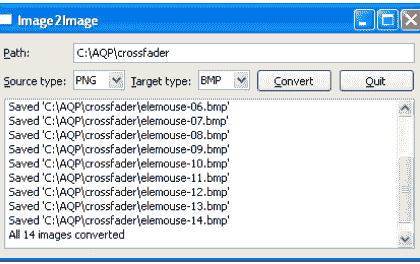 Image2Image
Path: C:\AQP\crossfader
Source type: PNG Target type: BMP Convert Quit
Saved 'C:\AQP\crossfader\elemouse-06.bmp'
Saved 'C:\AQP\crossfader\elemouse-07.bmp'
Saved 'C:\AQP\crossfader\elemouse-08.bmp'
Saved 'C:\AQP\crossfader\elemouse-09.bmp'
Saved 'C:\AQP\crossfader\elemouse-10.bmp'
Saved 'C:\AQP\crossfader\elemouse-11.bmp'
Saved 'C:\AQP\crossfader\elemouse-12.bmp'
Saved 'C:\AQP\crossfader\elemouse-13.bmp'
Saved 'C:\AQP\crossfader\elemouse-14.bmp'
All 14 images converted